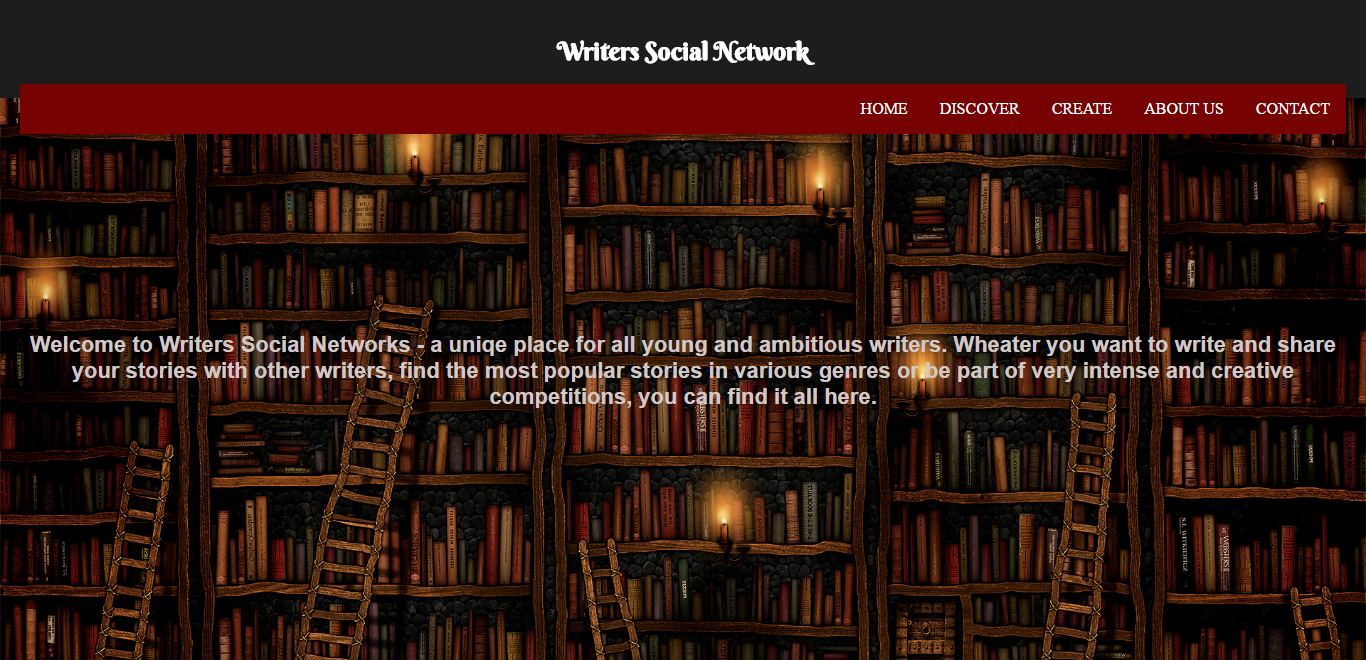 Writers Social Network
HOME DISCOVER CREATE ABOUT US CONTACT
Welcome to Writers Social Networks - a uniqe place for all young and ambitious writers. Wheater you want to write and share
your stories with other writers, find the most popular stories in various genres or be part of very intense and creative
competitions, you can find it all here.